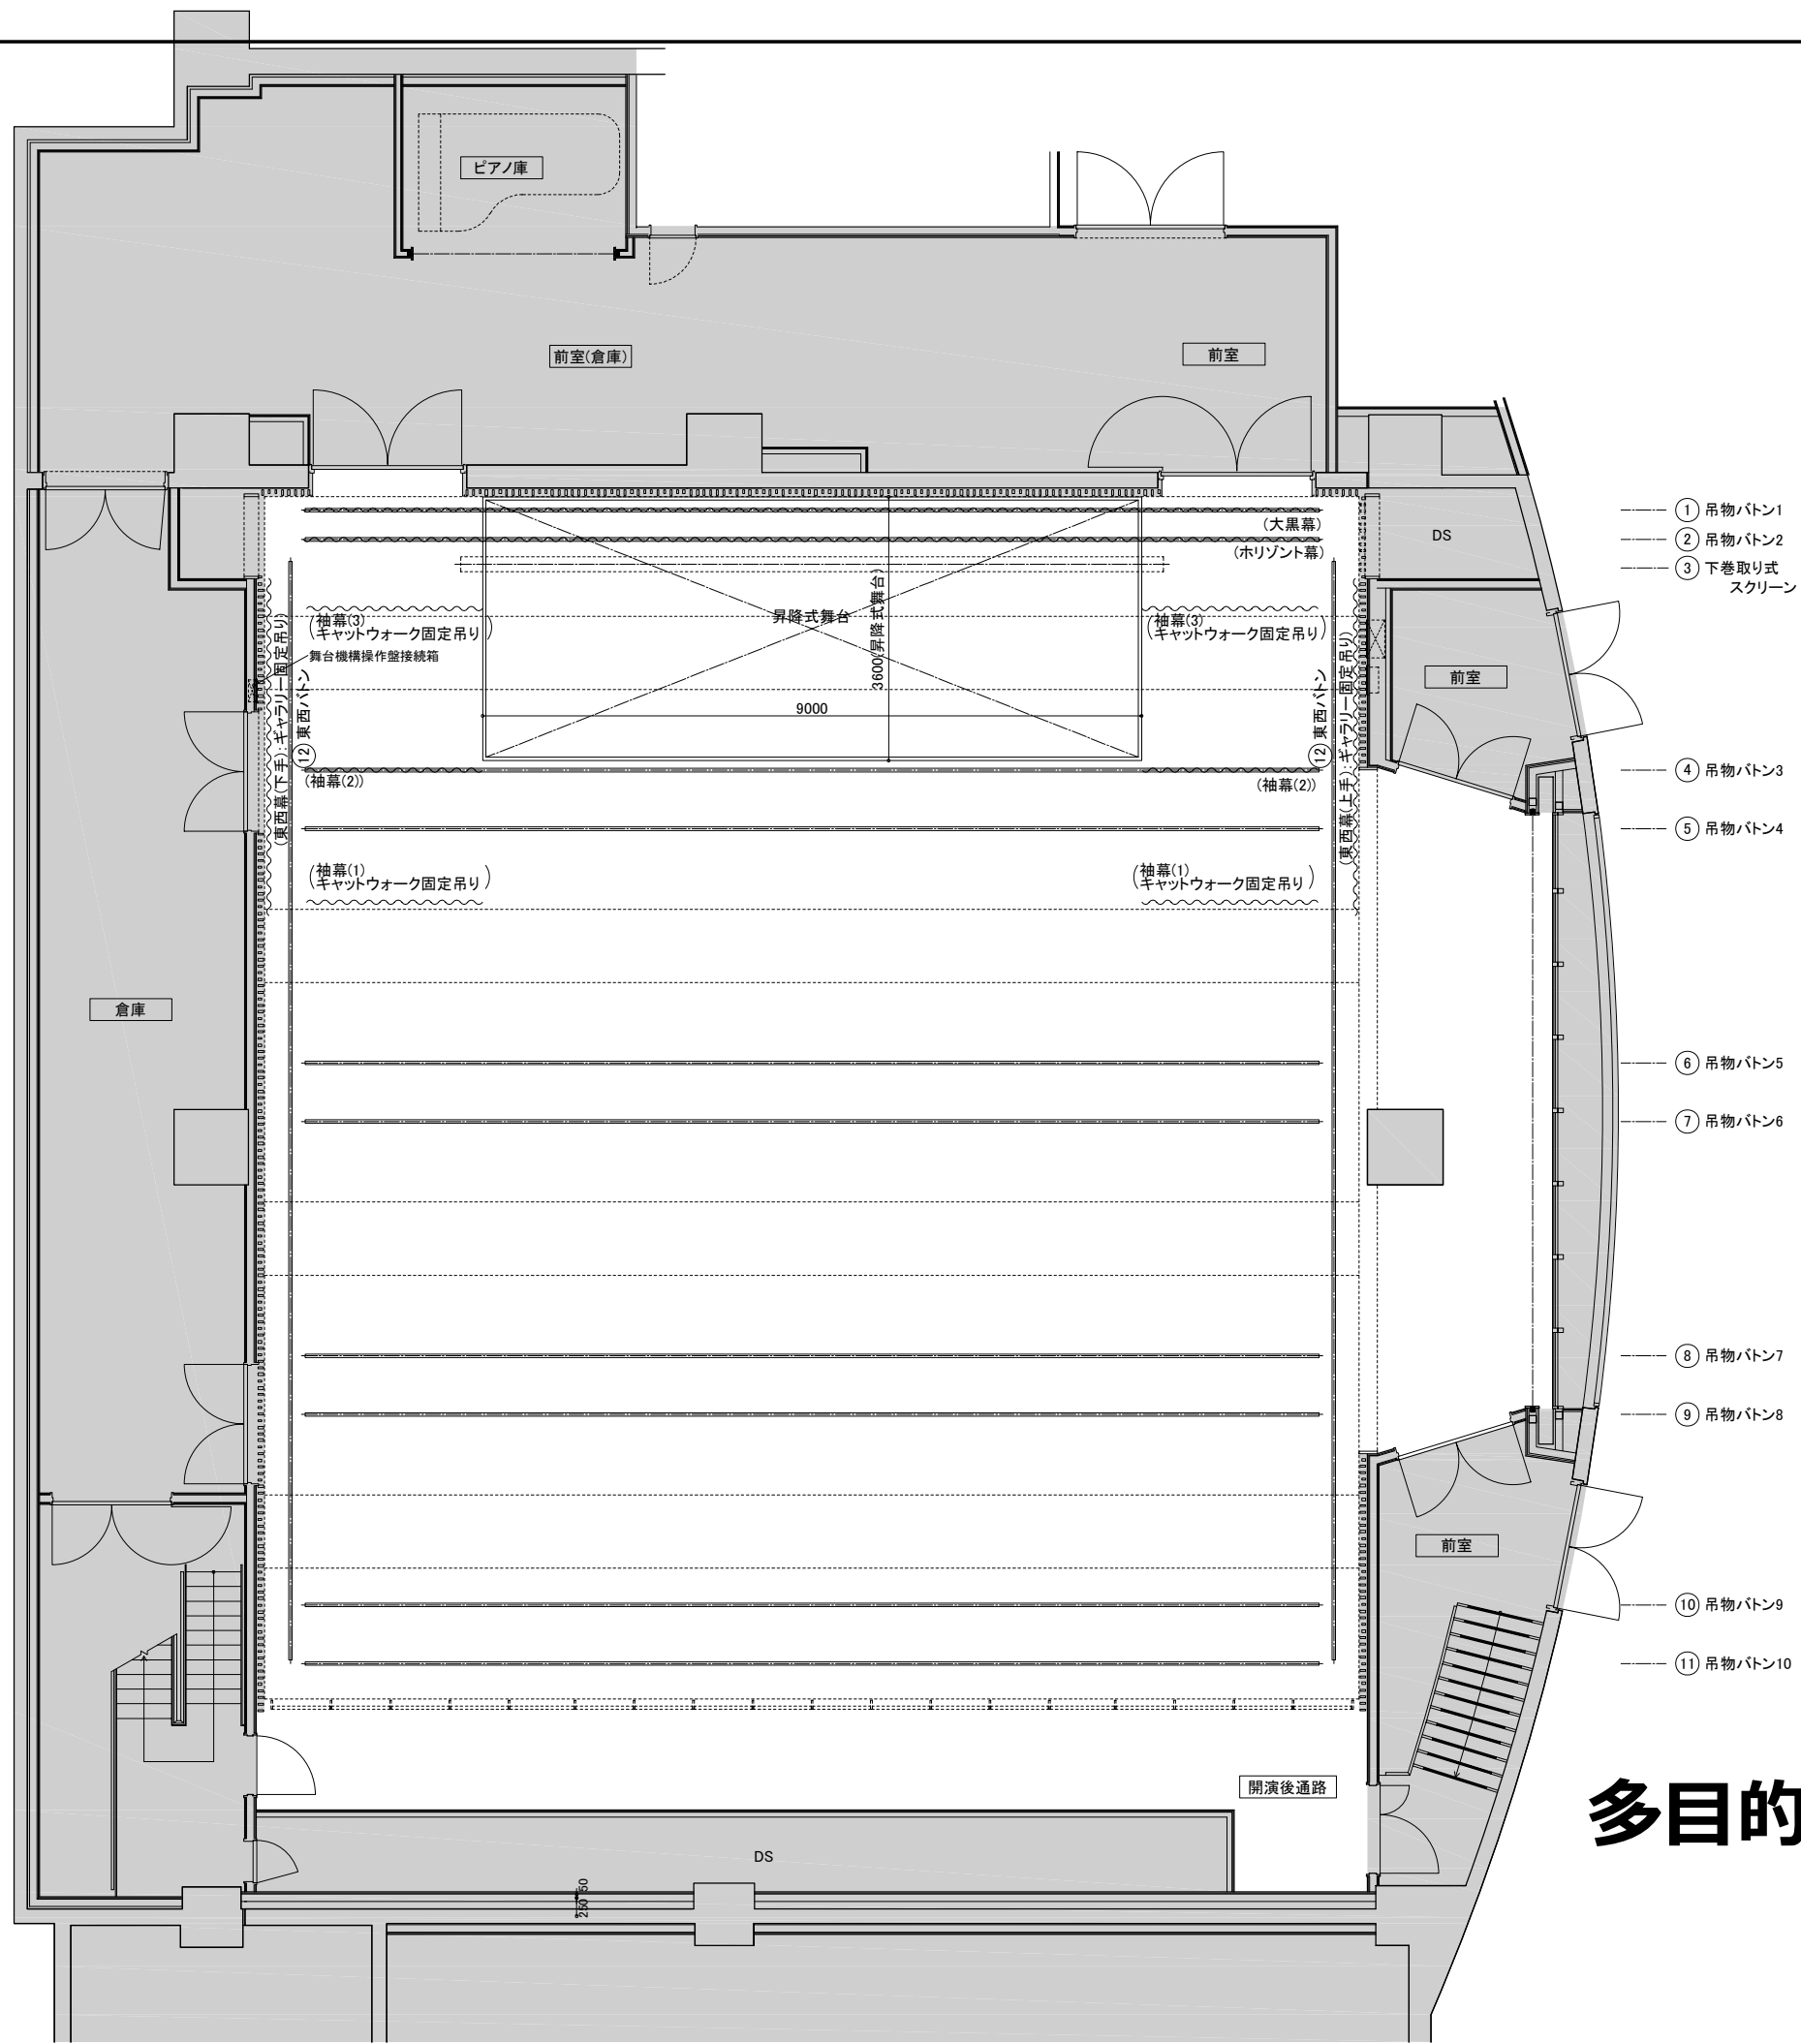 ピアノ庫
前室(倉庫)
前室
① 吊物バトン1
② 吊物バトン2
③ 下巻取り式
スクリーン
(大黒幕)
(ホリゾント幕)
DS
昇降式舞台
3600(昇降式舞台)
9000
(袖幕(3)
キャットウォーク固定吊り)
(袖幕(3)
キャットウォーク固定吊り)
舞台機構操作盤接続箱
(東西幕(下手):ギャラリー固定吊り)
⑫ 東西バトン
⑫ 東西バトン
(東西幕(上手):ギャラリー固定吊り)
前室
(袖幕(2))
(袖幕(2))
④ 吊物バトン3
⑤ 吊物バトン4
(袖幕(1)
キャットウォーク固定吊り)
(袖幕(1)
キャットウォーク固定吊り)
倉庫
⑥ 吊物バトン5
⑦ 吊物バトン6
⑧ 吊物バトン7
⑨ 吊物バトン8
前室
⑩ 吊物バトン9
⑪ 吊物バトン10
開演後通路
多目的
DS
250 50